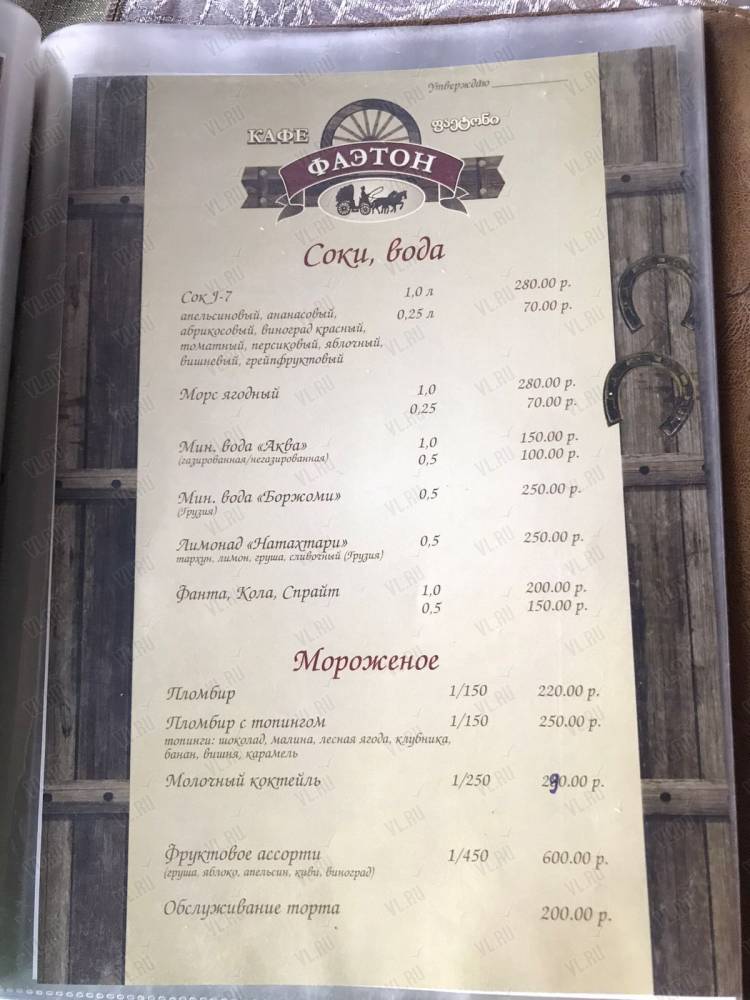 Утверждаю
КАФЕ ფაეტონი
ФАЭТОН
Соки, вода
Сок J-7 1,0 л 280.00 р.
апельсиновый, ананасовый, 0,25 л 70.00 р.
абрикосовый, виноград красный,
томатный, персиковый, яблочный,
вишневый, грейпфруктовый
Морс ягодный 1,0 280.00 р.
0,25 70.00 р.
Мин. вода «Аква» 1,0 150.00 р.
(газированная/негазированная) 0,5 100.00 р.
Мин. вода «Боржоми» 0,5 250.00 р.
(Грузия)
Лимонад «Натахтари» 0,5 250.00 р.
тархун, лимон, груша, сливочный (Грузия)
Фанта, Кола, Спрайт 1,0 200.00 р.
0,5 150.00 р.
Мороженое
Пломбир 1/150 220.00 р.
Пломбир с топингом 1/150 250.00 р.
топинги: шоколад, малина, лесная ягода, клубника,
банан, вишня, карамель
Молочный коктейль 1/250 290.00 р.
Фруктовое ассорти 1/450 600.00 р.
(груша, яблоко, апельсин, киви, виноград)
Обслуживание торта 200.00 р.
VL.RU